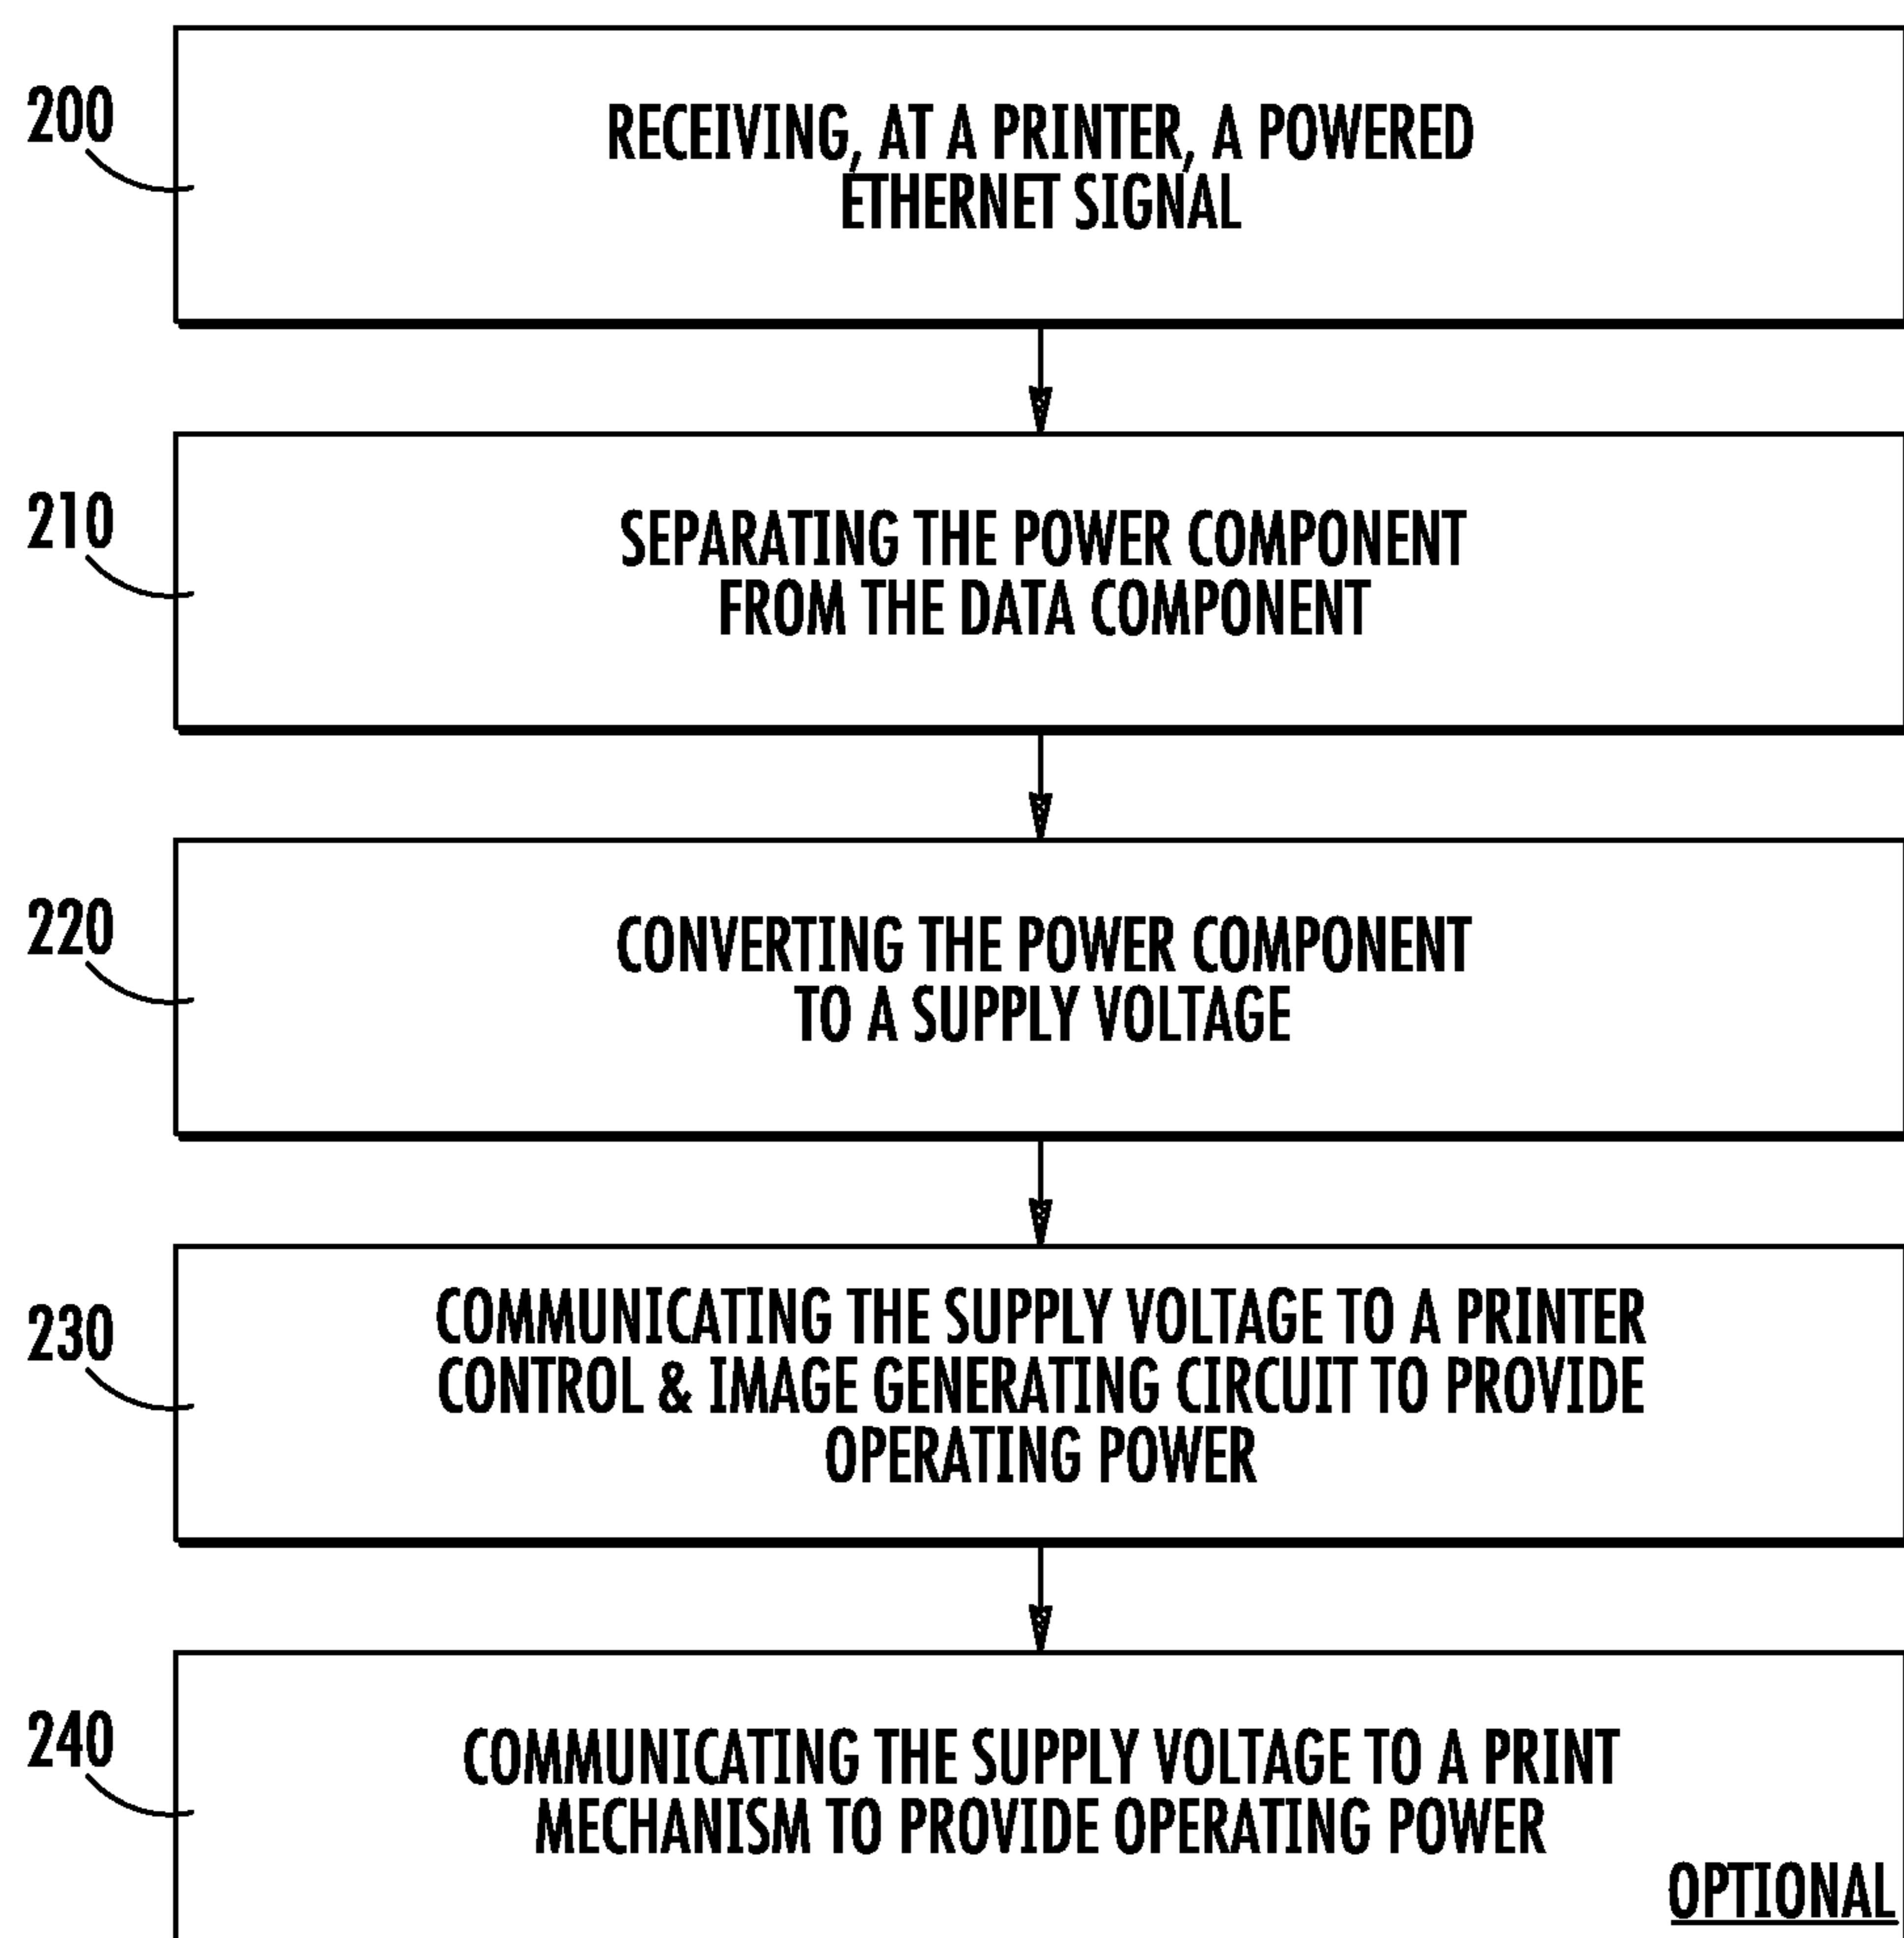 200
RECEIVING, AT A PRINTER, A POWERED
ETHERNET SIGNAL
210
SEPARATING THE POWER COMPONENT
FROM THE DATA COMPONENT
220
CONVERTING THE POWER COMPONENT
TO A SUPPLY VOLTAGE
230
COMMUNICATING THE SUPPLY VOLTAGE TO A PRINTER
CONTROL & IMAGE GENERATING CIRCUIT TO PROVIDE
OPERATING POWER
240
COMMUNICATING THE SUPPLY VOLTAGE TO A PRINT
MECHANISM TO PROVIDE OPERATING POWER
OPTIONAL